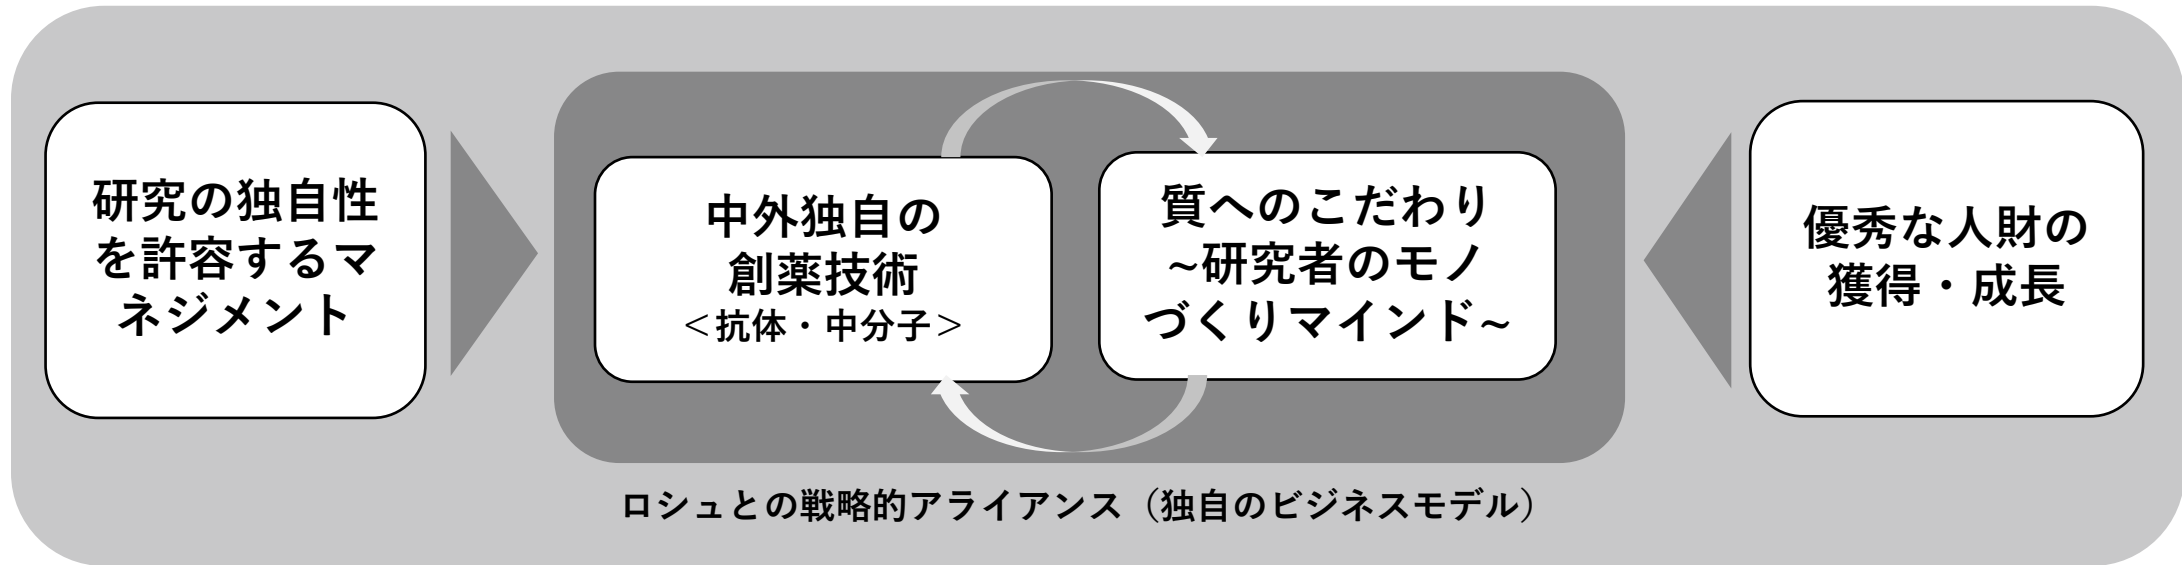 研究の独自性
を許容するマ
ネジメント
中外独自の
創薬技術
＜抗体・中分子＞
質へのこだわり
~研究者のモノ
づくりマインド~
優秀な人財の
獲得・成長
ロシュとの戦略的アライアンス（独自のビジネスモデル）